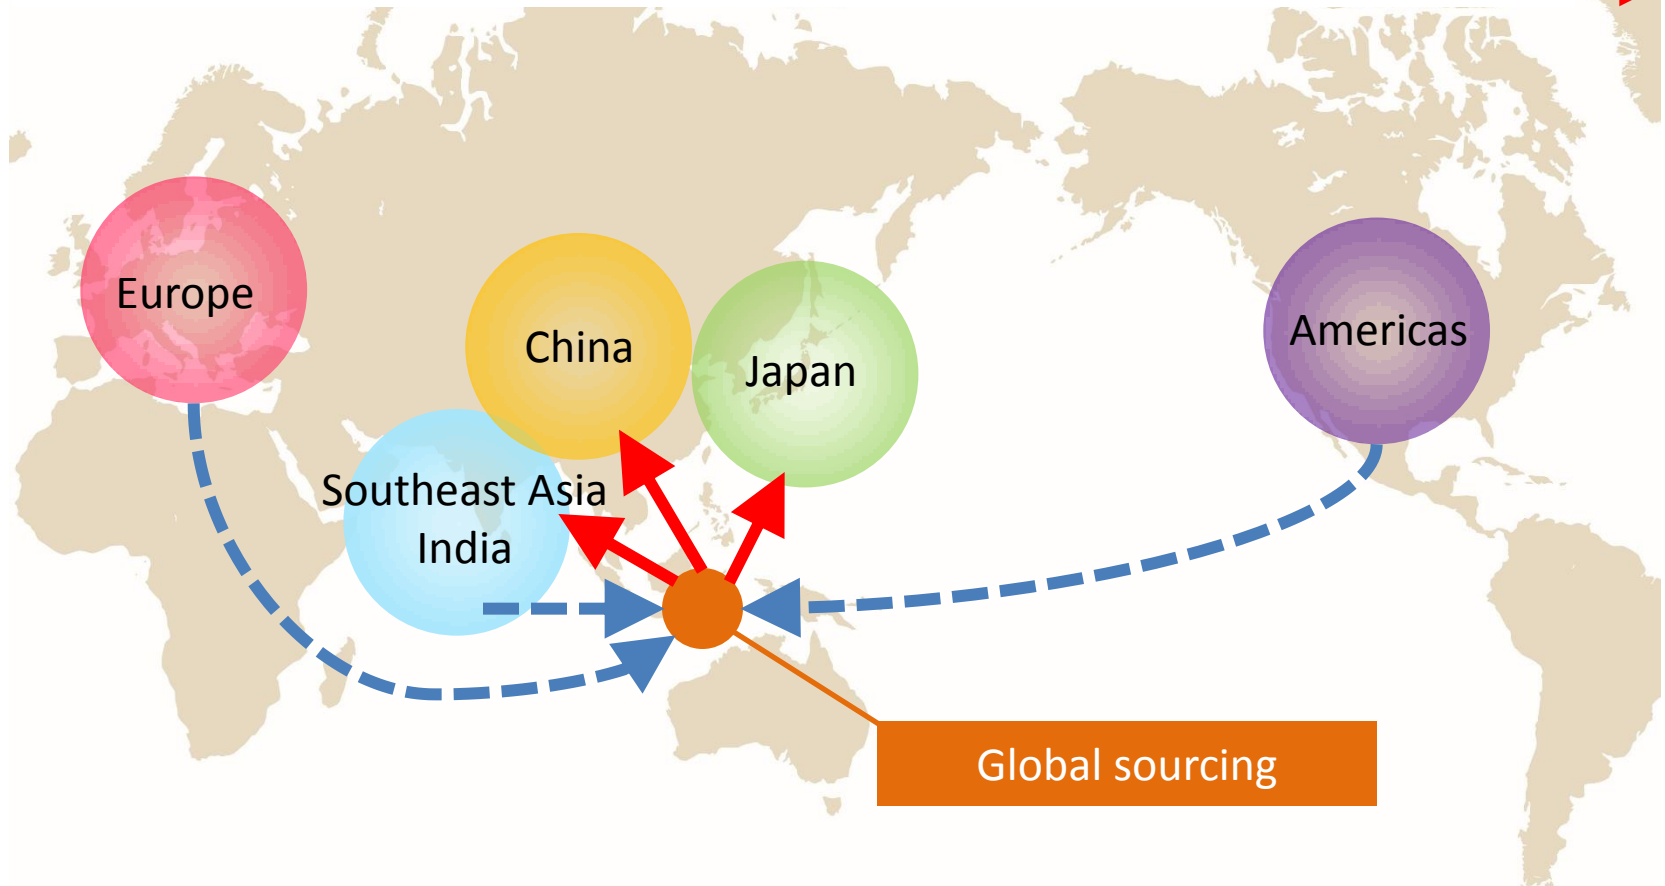 Europe
China
Japan
Americas
Southeast Asia
India
Global sourcing